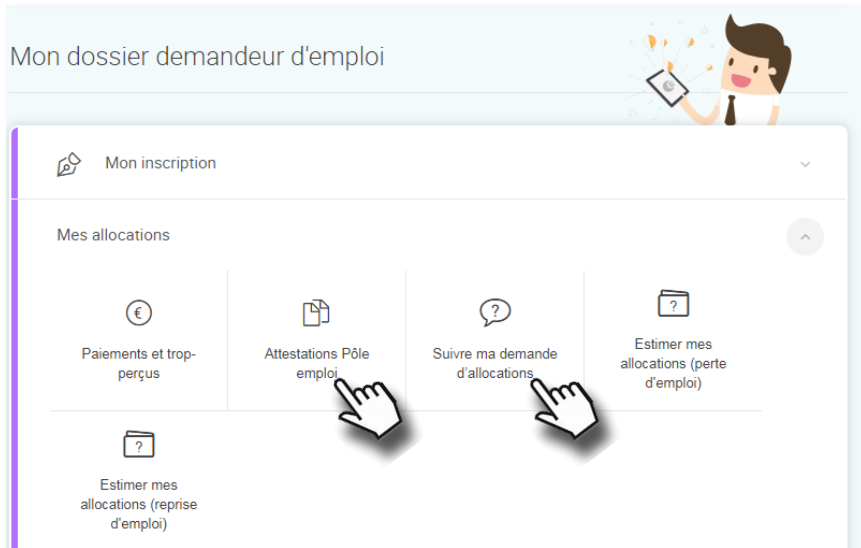 Mon dossier demandeur d'emploi
Mon inscription
Mes allocations
Paiements et trop-
perçus
Attestations Pôle
emploi
Suivre ma demande
d'allocations
Estimer mes
allocations (perte
d'emploi)
Estimer mes
allocations (reprise
d'emploi)